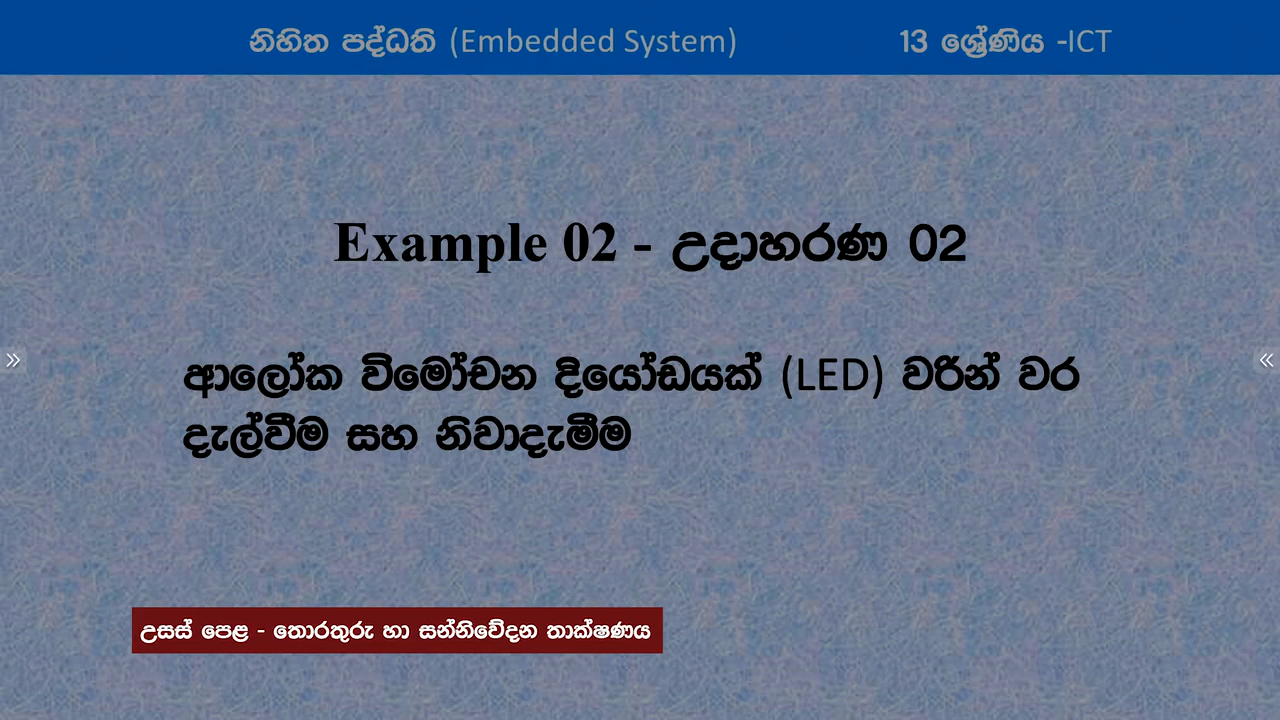 නිහිත පද්ධති (Embedded System) 13 ශ්‍රේණිය -ICT
Example 02 - උදාහරණ 02
ආලෝක විමෝචන දියෝඩයක් (LED) වරින් වර
දැල්වීම සහ නිවාදැමීම
උසස් පෙළ - තොරතුරු හා සන්නිවේදන තාක්ෂණය